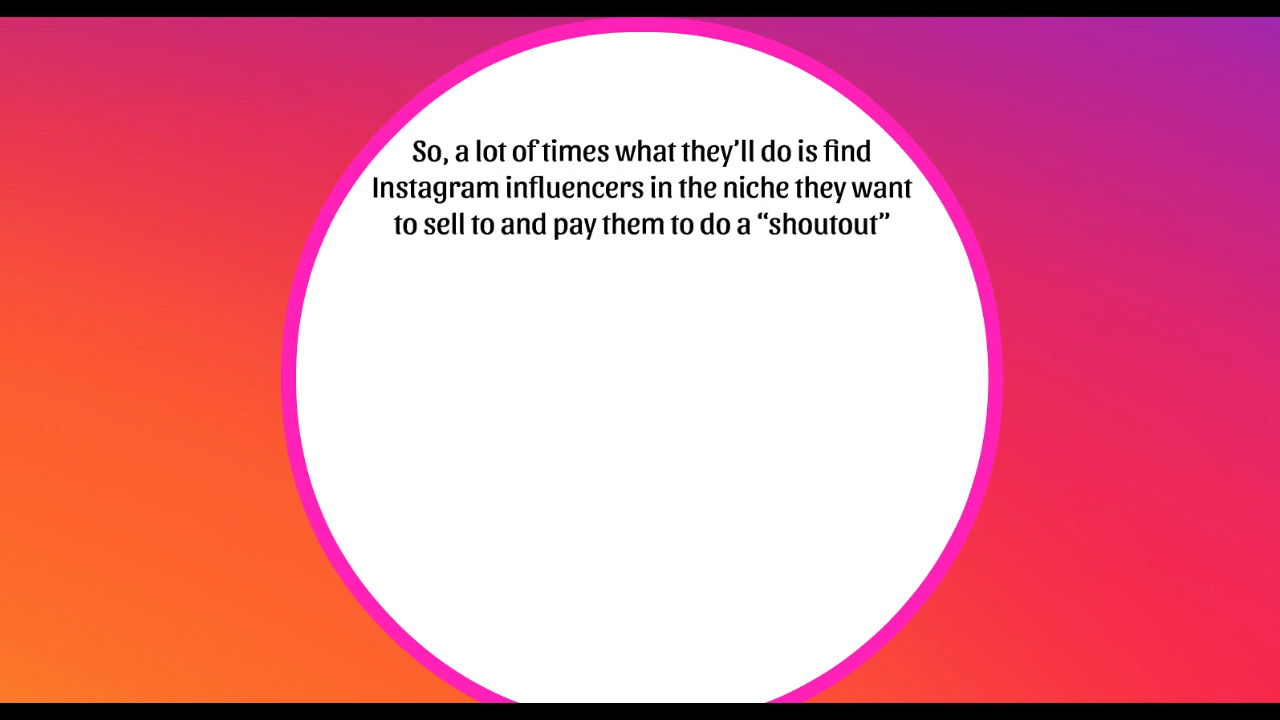 So, a lot of times what they’ll do is find
Instagram influencers in the niche they want
to sell to and pay them to do a “shoutout”